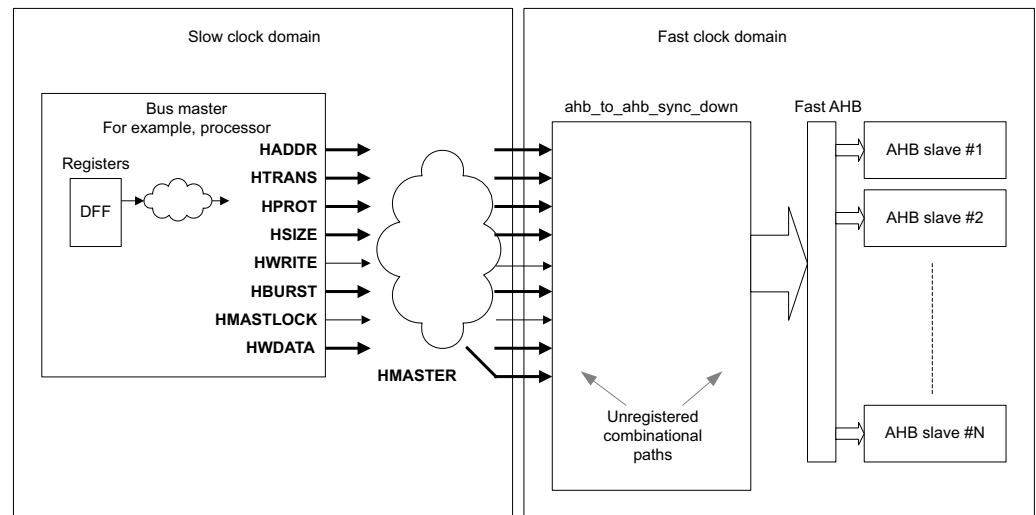 Slow clock domain
Bus master
For example, processor
Registers
DFF
HADDR
HTRANS
HPROT
HSIZE
HWRITE
HBURST
HMASTLOCK
HWDATA
HMASTER
Fast clock domain
ahb_to_ahb_sync_down
Unregistered
combinational
paths
Fast AHB
AHB slave #1
AHB slave #2
AHB slave #N